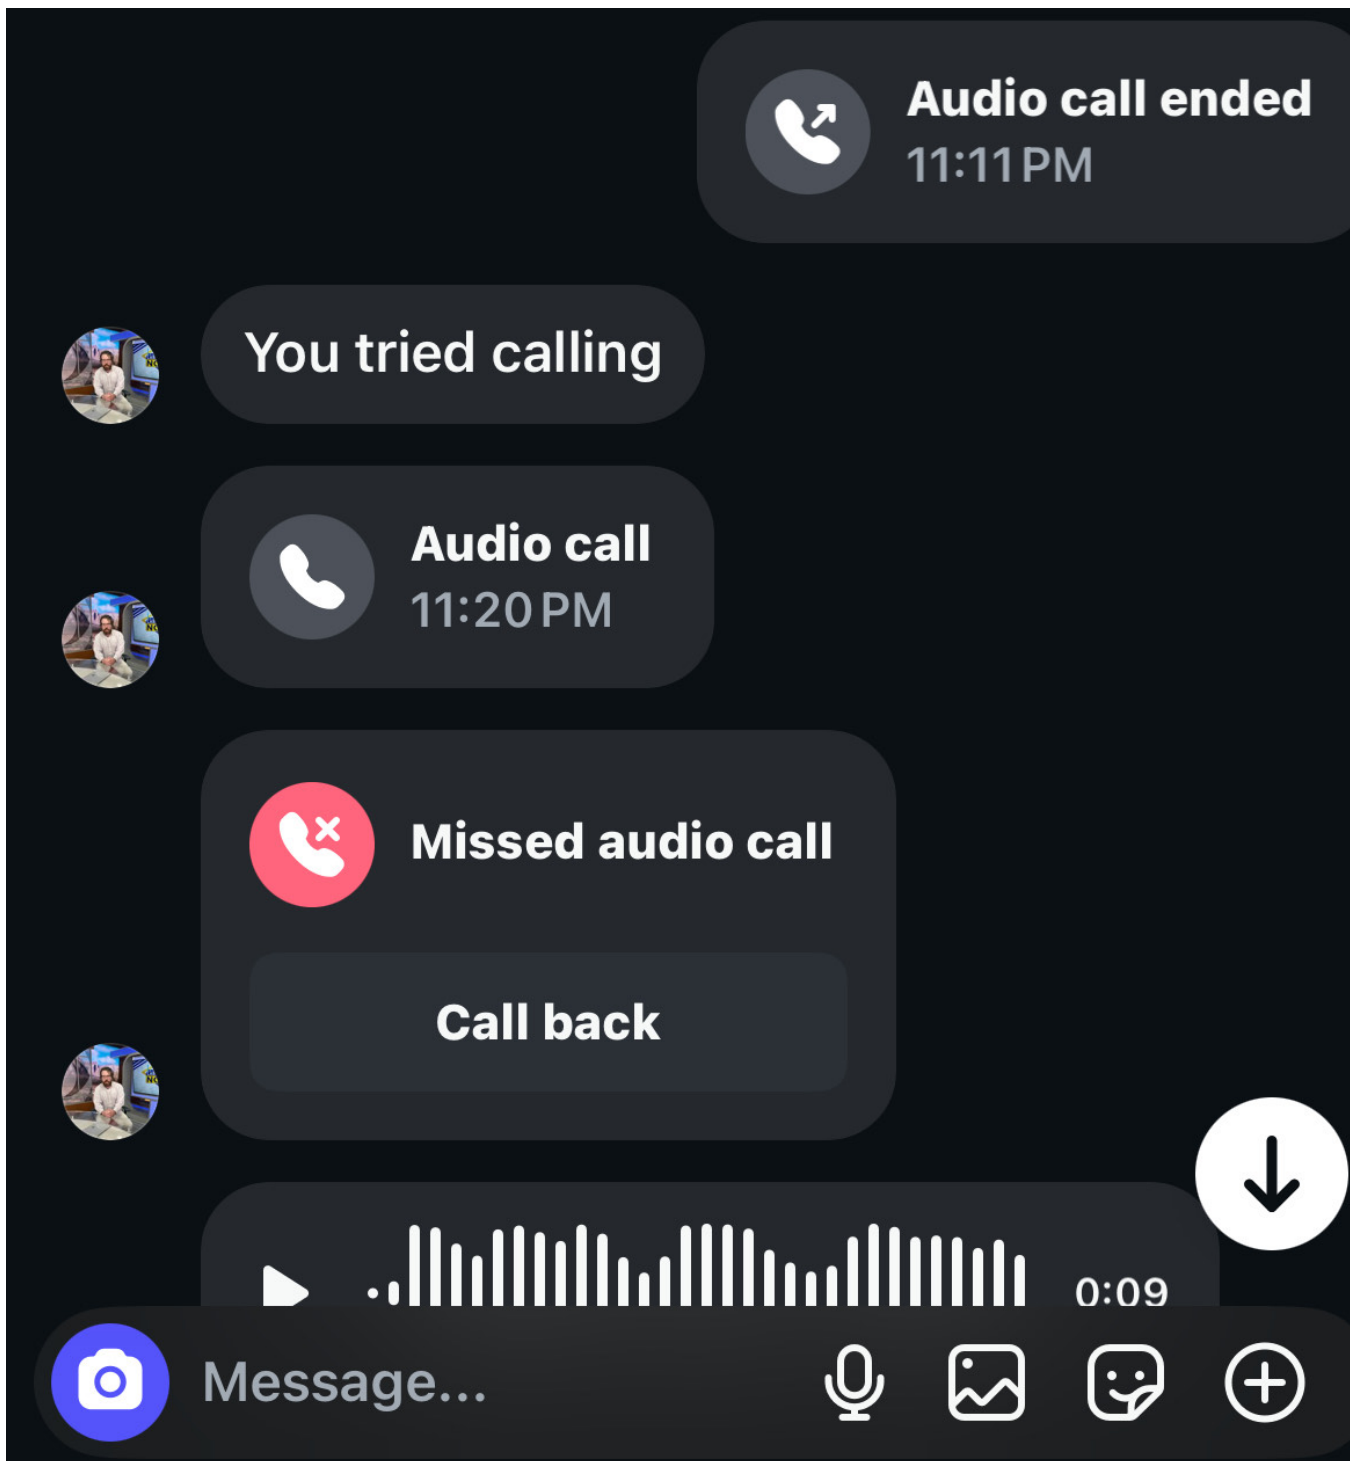 Audio call ended
11:11 PM
You tried calling
Audio call
11:20 PM
Missed audio call
Call back
0:09
Message...